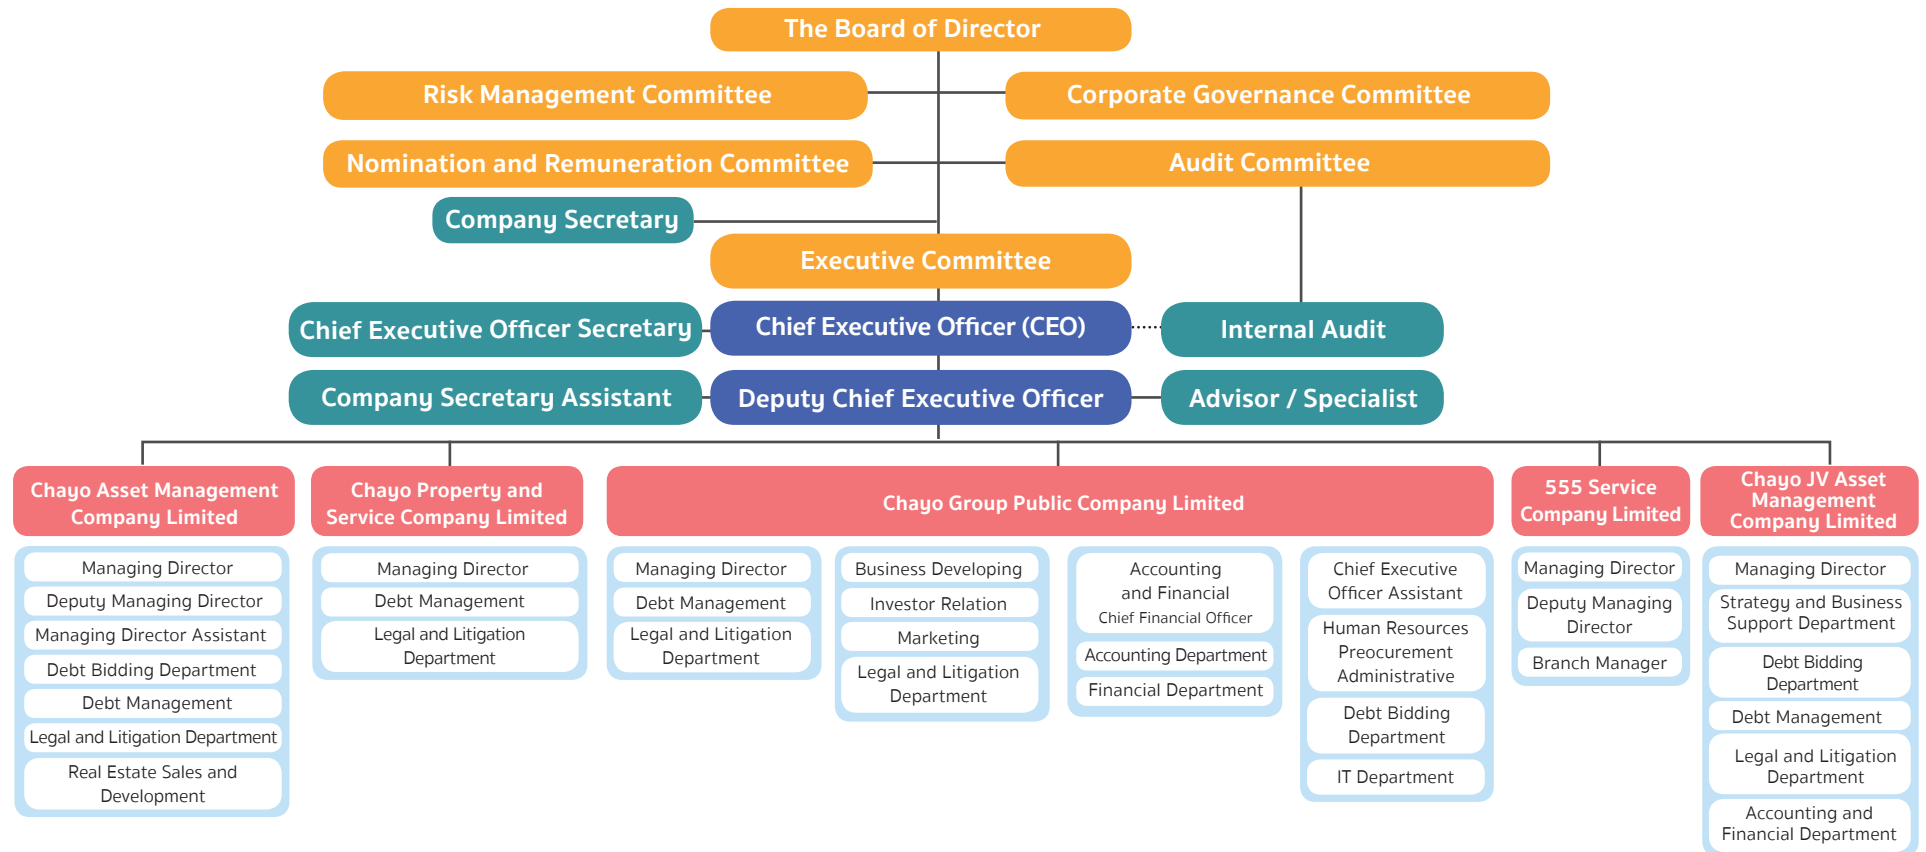 The Board of Director
Risk Management Committee
Corporate Governance Committee
Nomination and Remuneration Committee
Audit Committee
Company Secretary
Executive Committee
Chief Executive Officer Secretary
Chief Executive Officer (CEO)
Internal Audit
Company Secretary Assistant
Deputy Chief Executive Officer
Advisor / Specialist
Chayo Asset Management
Company Limited
Managing Director
Deputy Managing Director
Managing Director Assistant
Debt Bidding Department
Debt Management
Legal and Litigation Department
Real Estate Sales and
Development
Chayo Property and
Service Company Limited
Managing Director
Debt Management
Legal and Litigation
Department
Chayo Group Public Company Limited
Managing Director
Debt Management
Legal and Litigation
Department
Business Developing
Investor Relation
Marketing
Legal and Litigation
Department
Accounting
and Financial
Chief Financial Officer
Accounting Department
Financial Department
Chief Executive
Officer Assistant
Human Resources
Preocurement
Administrative
Debt Bidding
Department
IT Department
555 Service
Company Limited
Managing Director
Deputy Managing
Director
Branch Manager
Chayo JV Asset
Management
Company Limited
Managing Director
Strategy and Business
Support Department
Debt Bidding
Department
Debt Management
Legal and Litigation
Department
Accounting and
Financial Department